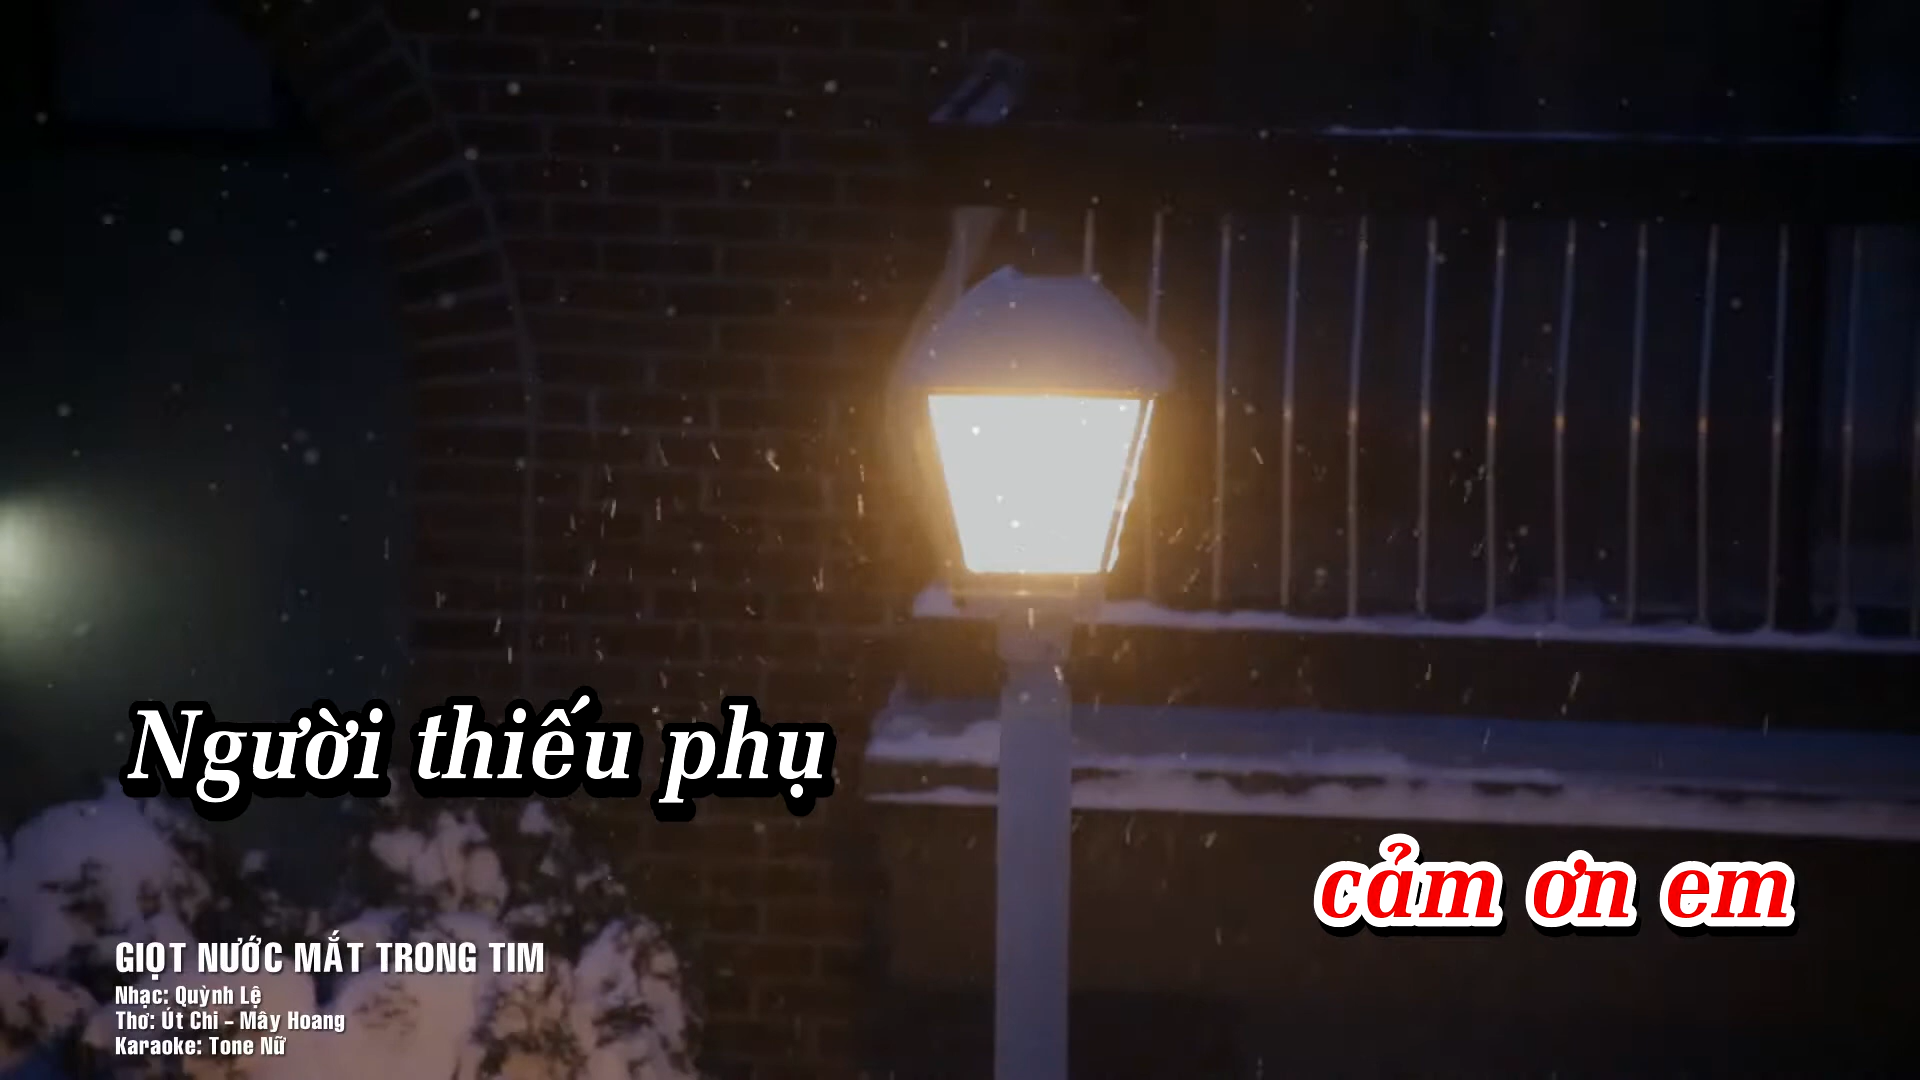 Người thiếu phụ
cảm ơn em
GIỌT NƯỚC MẮT TRONG TIM
Nhạc: Quỳnh Lệ
Thơ: Út Chi - Mây Hoang
Karaoke: Tone Nữ